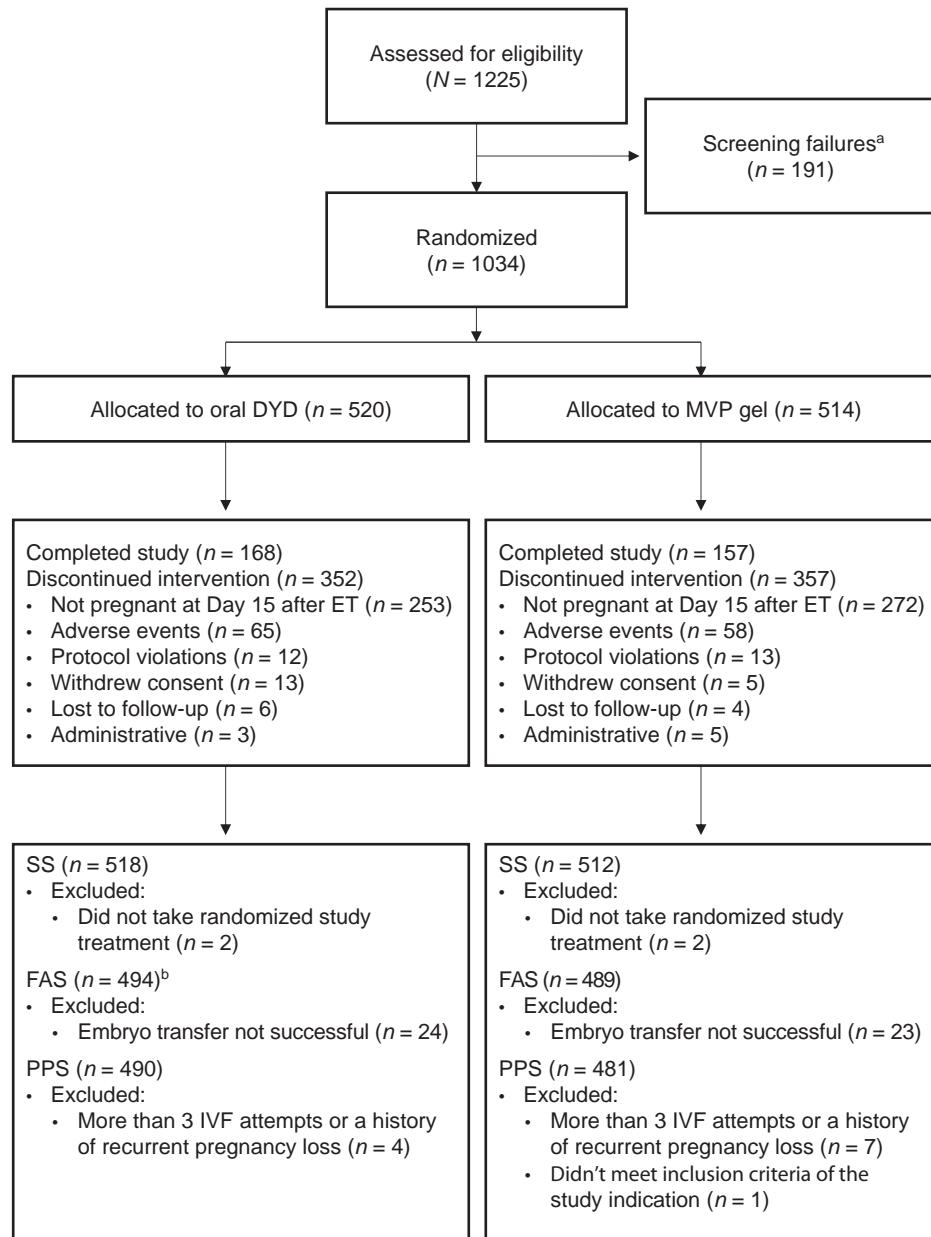 Assessed for eligibility
(N = 1225)
Screening failuresa
(n = 191)
Randomized
(n = 1034)
Allocated to oral DYD (n = 520)
Allocated to MVP gel (n = 514)
Completed study (n = 168)
Discontinued intervention (n = 352)
• Not pregnant at Day 15 after ET (n = 253)
• Adverse events (n = 65)
• Protocol violations (n = 12)
• Withdrew consent (n = 13)
• Lost to follow-up (n = 6)
• Administrative (n = 3)
Completed study (n = 157)
Discontinued intervention (n = 357)
• Not pregnant at Day 15 after ET (n = 272)
• Adverse events (n = 58)
• Protocol violations (n = 13)
• Withdrew consent (n = 5)
• Lost to follow-up (n = 4)
• Administrative (n = 5)
SS (n = 518)
• Excluded:
• Did not take randomized study
treatment (n = 2)
FAS (n = 494)b
• Excluded:
• Embryo transfer not successful (n = 24)
PPS (n = 490)
• Excluded:
• More than 3 IVF attempts or a history
of recurrent pregnancy loss (n = 4)
SS (n = 512)
• Excluded:
• Did not take randomized study
treatment (n = 2)
FAS (n = 489)
• Excluded:
• Embryo transfer not successful (n = 23)
PPS (n = 481)
• Excluded:
• More than 3 IVF attempts or a history
of recurrent pregnancy loss (n = 7)
• Didn't meet inclusion criteria of the
study indication (n = 1)